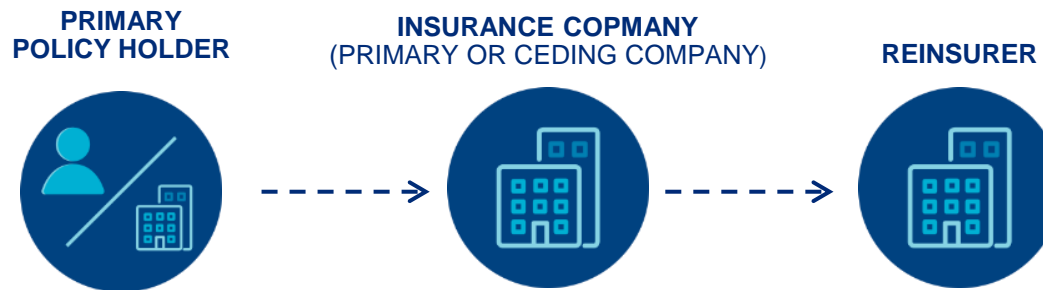 PRIMARY
POLICY HOLDER
INSURANCE COPMANY
(PRIMARY OR CEDING COMPANY)
REINSURER